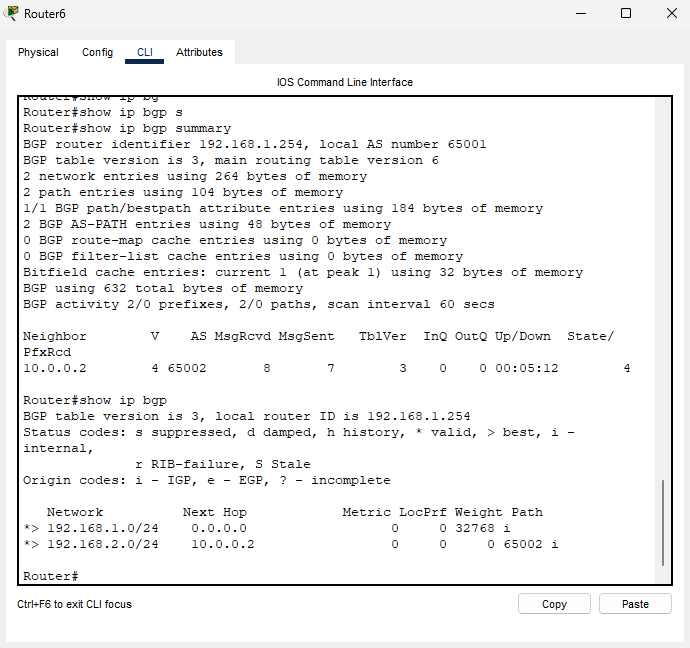 Router6
Physical Config CLI Attributes
IOS Command Line Interface
Router#show ip bg
Router#show ip bgp s
Router#show ip bgp summary
BGP router identifier 192.168.1.254, local AS number 65001
BGP table version is 3, main routing table version 6
2 network entries using 264 bytes of memory
2 path entries using 104 bytes of memory
1/1 BGP path/bestpath attribute entries using 184 bytes of memory
2 BGP AS-PATH entries using 48 bytes of memory
0 BGP route-map cache entries using 0 bytes of memory
0 BGP filter-list cache entries using 0 bytes of memory
Bitfield cache entries: current 1 (at peak 1) using 32 bytes of memory
BGP using 632 total bytes of memory
BGP activity 2/0 prefixes, 2/0 paths, scan interval 60 secs
Neighbor V AS MsgRcvd MsgSent TblVer InQ OutQ Up/Down State/
PfxRcd
10.0.0.2 4 65002 8 7 3 0 0 00:05:12 4
Router#show ip bgp
BGP table version is 3, local router ID is 192.168.1.254
Status codes: s suppressed, d damped, h history, * valid, > best, i -
internal,
r RIB-failure, S Stale
Origin codes: i - IGP, e - EGP, ? - incomplete
Network Next Hop Metric LocPrf Weight Path
*> 192.168.1.0/24 0.0.0.0 0 0 32768 i
*> 192.168.2.0/24 10.0.0.2 0 0 0 65002 i
Router#
Ctrl+F6 to exit CLI focus
Copy Paste